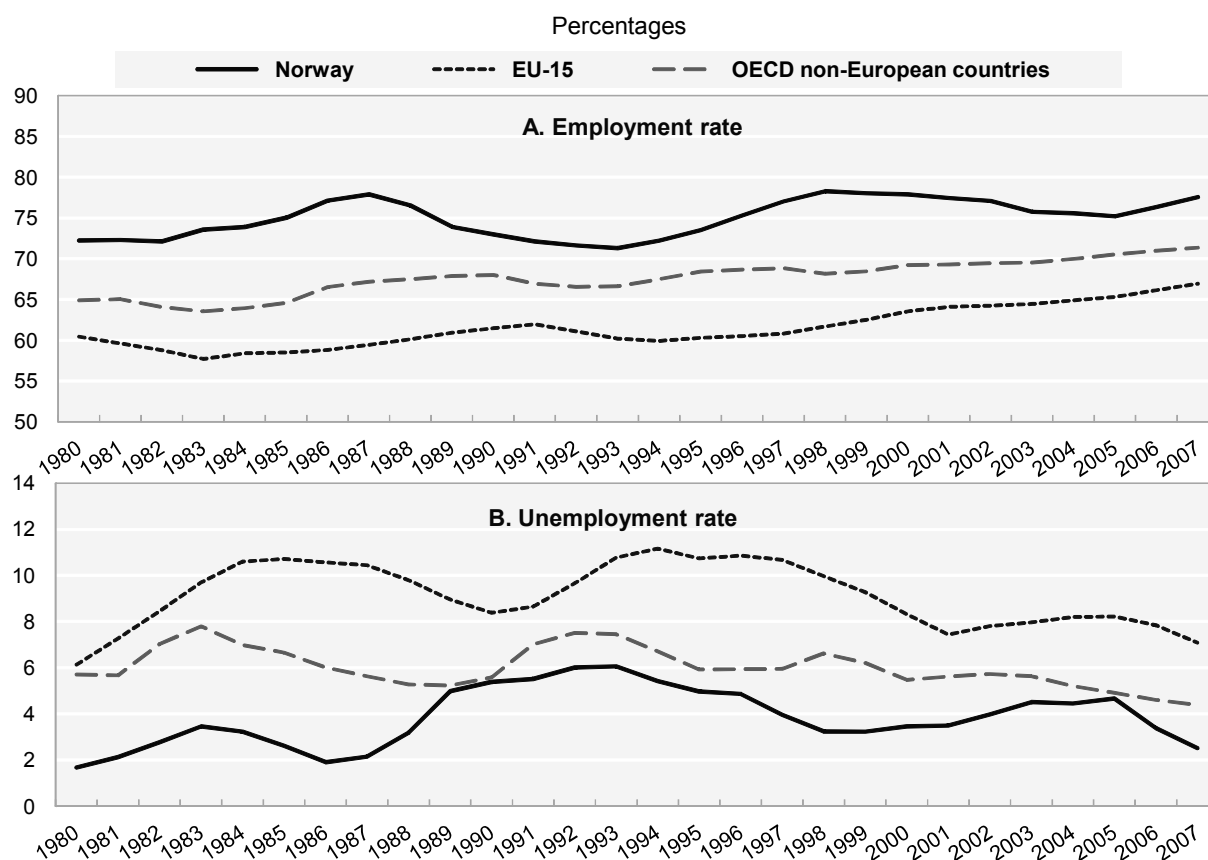 Percentages
Norway EU-15 OECD non-European countries
A. Employment rate
90
85
80
75
70
65
60
55
50
1980 1981 1982 1983 1984 1985 1986 1987 1988 1989 1990 1991 1992 1993 1994 1995 1996 1997 1998 1999 2000 2001 2002 2003 2004 2005 2006 2007
B. Unemployment rate
14
12
10
8
6
4
2
0
1980 1981 1982 1983 1984 1985 1986 1987 1988 1989 1990 1991 1992 1993 1994 1995 1996 1997 1998 1999 2000 2001 2002 2003 2004 2005 2006 2007